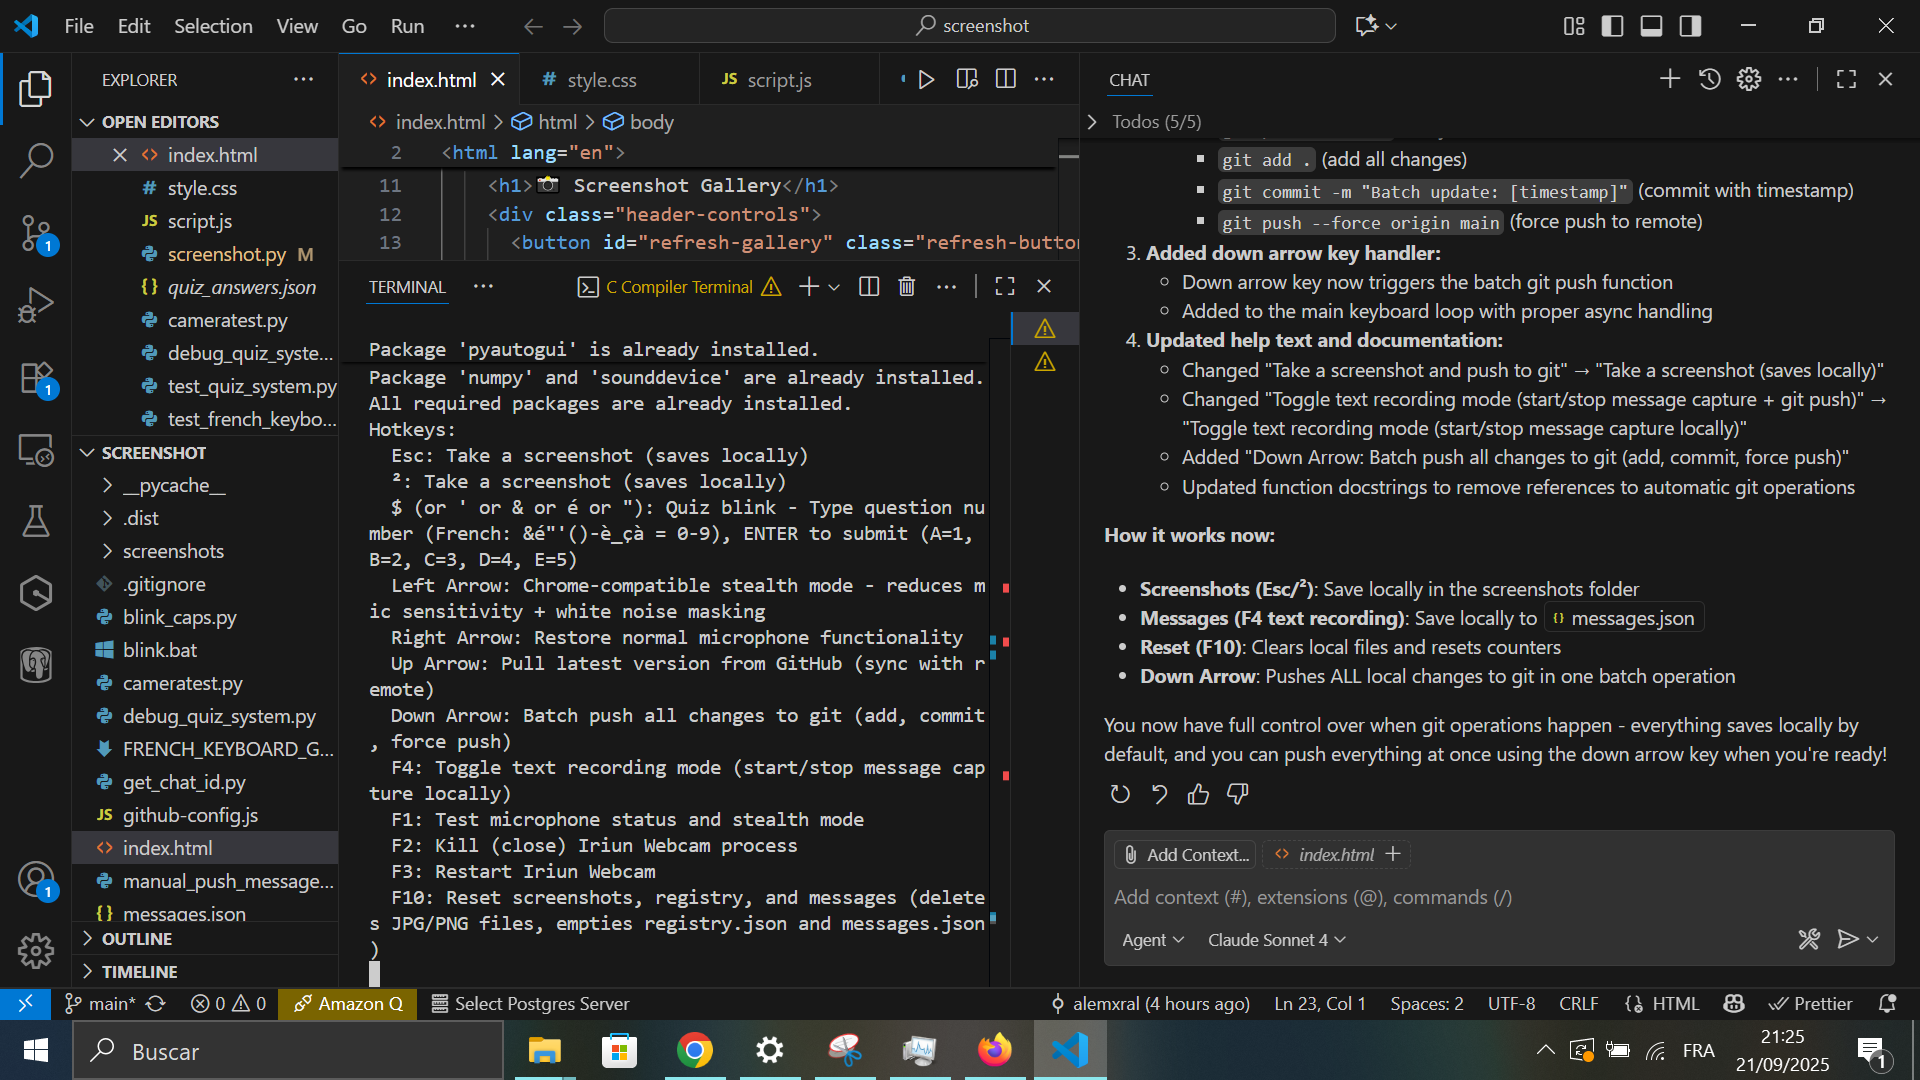 File Edit Selection View Go Run ···
screenshot
EXPLORER
OPEN EDITORS
index.html
style.css
script.js
screenshot.py M
quiz_answers.json
cameratest.py
debug_quiz_syste...
test_quiz_system.py
test_french_keybo...
SCREENSHOT
__pycache__
.dist
screenshots
.gitignore
blink_caps.py
blink.bat
cameratest.py
debug_quiz_system.py
FRENCH_KEYBOARD_G...
get_chat_id.py
github-config.js
index.html
manual_push_message...
messages.json
OUTLINE
TIMELINE
1
1
1
index.html style.css script.js
index.html > html > body
2 <html lang="en">
11 <h1>📸 Screenshot Gallery</h1>
12 <div class="header-controls">
13 <button id="refresh-gallery" class="refresh-button
TERMINAL ··· C Compiler Terminal
Package 'pyautogui' is already installed.
Package 'numpy' and 'sounddevice' are already installed.
All required packages are already installed.
Hotkeys:
Esc: Take a screenshot (saves locally)
²: Take a screenshot (saves locally)
$ (or ' or & or é or "): Quiz blink - Type question nu
mber (French: &é"'()-è_çà = 0-9), ENTER to submit (A=1,
B=2, C=3, D=4, E=5)
Left Arrow: Chrome-compatible stealth mode - reduces m
ic sensitivity + white noise masking
Right Arrow: Restore normal microphone functionality
Up Arrow: Pull latest version from GitHub (sync with r
emote)
Down Arrow: Batch push all changes to git (add, commit
, force push)
F4: Toggle text recording mode (start/stop message cap
ture locally)
F1: Test microphone status and stealth mode
F2: Kill (close) Iriun Webcam process
F3: Restart Iriun Webcam
F10: Reset screenshots, registry, and messages (delete
s JPG/PNG files, empties registry.json and messages.json
)
CHAT
Todos (5/5)
git add . (add all changes)
git commit -m "Batch update: [timestamp]" (commit with timestamp)
git push --force origin main (force push to remote)
3. Added down arrow key handler:
Down arrow key now triggers the batch git push function
Added to the main keyboard loop with proper async handling
4. Updated help text and documentation:
Changed "Take a screenshot and push to git" → "Take a screenshot (saves locally)"
Changed "Toggle text recording mode (start/stop message capture + git push)" →
"Toggle text recording mode (start/stop message capture locally)"
Added "Down Arrow: Batch push all changes to git (add, commit, force push)"
Updated function docstrings to remove references to automatic git operations
How it works now:
Screenshots (Esc/²): Save locally in the screenshots folder
Messages (F4 text recording): Save locally to messages.json
Reset (F10): Clears local files and resets counters
Down Arrow: Pushes ALL local changes to git in one batch operation
You now have full control over when git operations happen - everything saves locally by
default, and you can push everything at once using the down arrow key when you're ready!
Add Context... index.html +
Add context (#), extensions (@), commands (/)
Agent Claude Sonnet 4
main* 0 0 Amazon Q Select Postgres Server alemxral (4 hours ago) Ln 23, Col 1 Spaces: 2 UTF-8 CRLF HTML Prettier
Buscar
FRA
21:25
21/09/2025
1